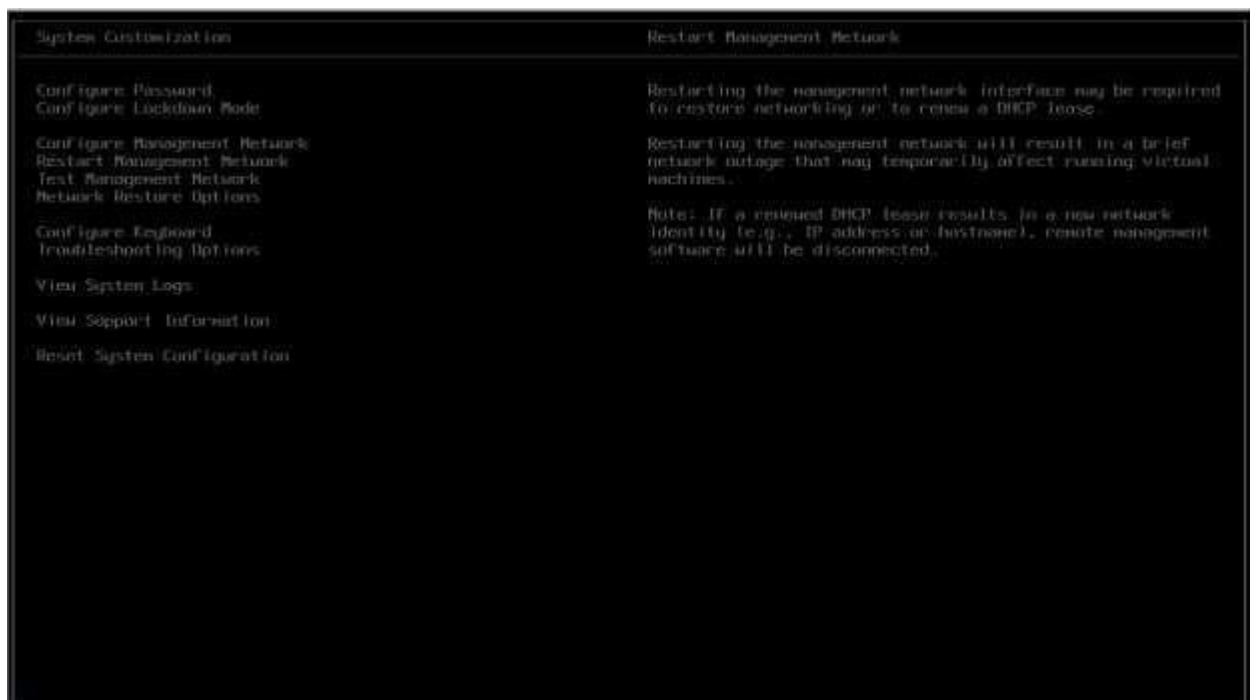 System Customization
Restart Management Network
Configure Password
Configure Lockdown Mode
Configure Management Network
Restart Management Network
Test Management Network
Network Restore Options
Configure Keyboard
Troubleshooting Options
View System Logs
View Support Information
Reset System Configuration
Restarting the management network interface may be required
to restore networking or to renew a DHCP lease.
Restarting the management network will result in a brief
network outage that may temporarily affect running virtual
machines.
Note: If a renewed DHCP lease results in a new network
identity (e.g., IP address or hostname), remote management
software will be disconnected.